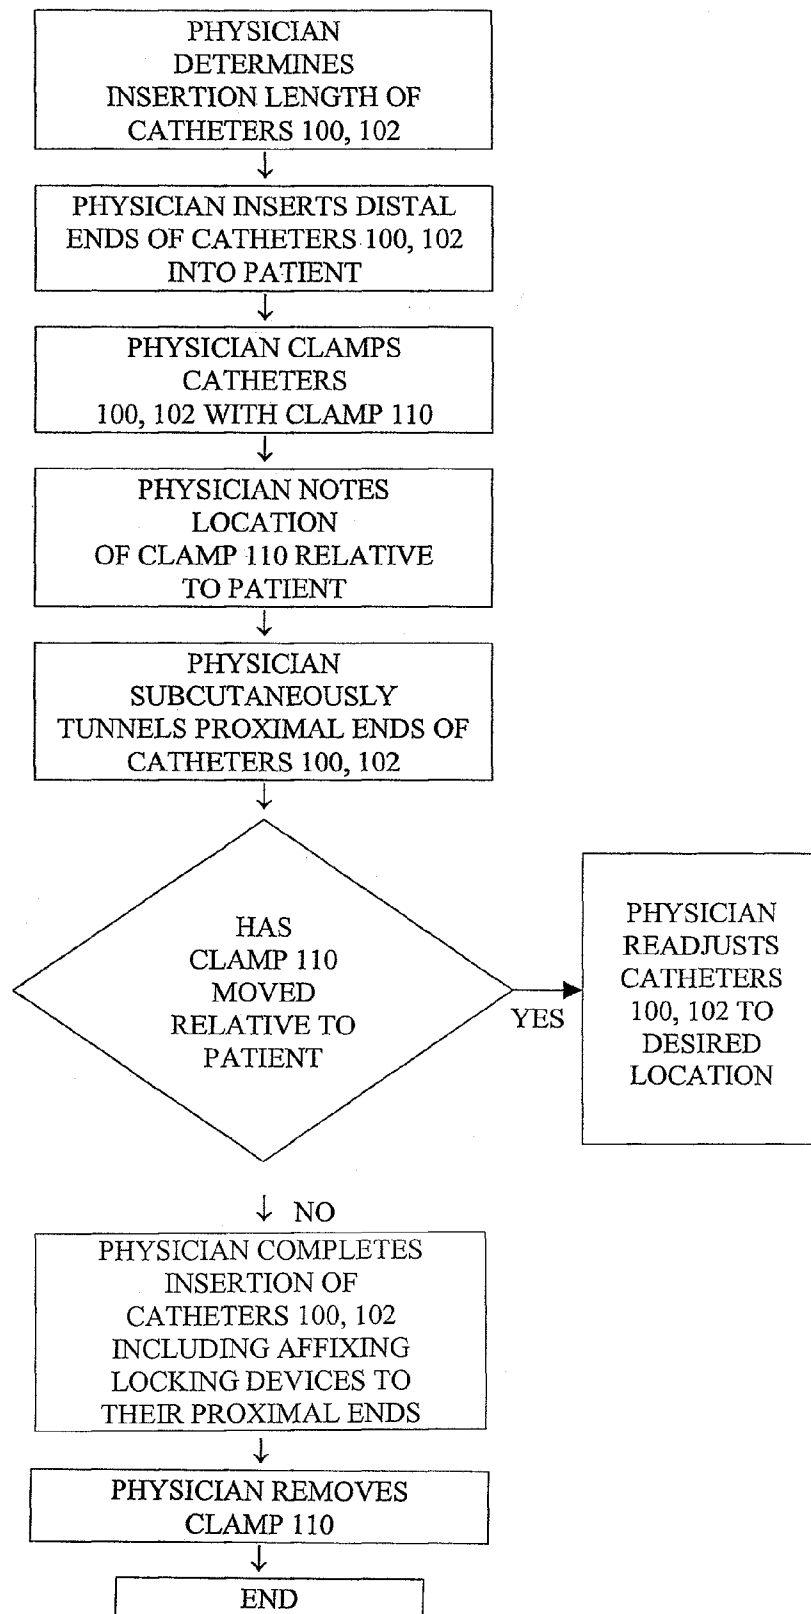 PHYSICIAN
DETERMINES
INSERTION LENGTH OF
CATHETERS 100, 102
PHYSICIAN INSERTS DISTAL
ENDS OF CATHETERS 100, 102
INTO PATIENT
PHYSICIAN CLAMPS
CATHETERS
100, 102 WITH CLAMP 110
PHYSICIAN NOTES
LOCATION
OF CLAMP 110 RELATIVE
TO PATIENT
PHYSICIAN
SUBCUTANEOUSLY
TUNNELS PROXIMAL ENDS OF
CATHETERS 100, 102
HAS
CLAMP 110
MOVED
RELATIVE TO
PATIENT
YES
PHYSICIAN
READJUSTS
CATHETERS
100, 102 TO
DESIRED
LOCATION
NO
PHYSICIAN COMPLETES
INSERTION OF
CATHETERS 100, 102
INCLUDING AFFIXING
LOCKING DEVICES TO
THEIR PROXIMAL ENDS
PHYSICIAN REMOVES
CLAMP 110
END